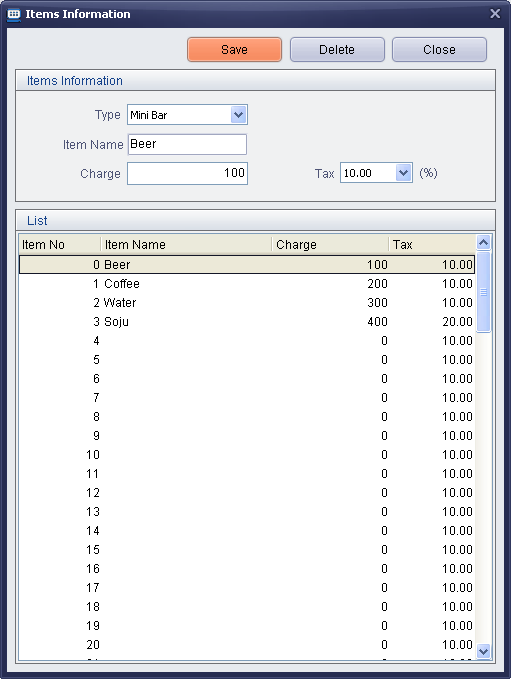 Items Information
Save Delete Close
Items Information
Type Mini Bar
Item Name Beer
Charge 100 Tax 10.00 (%)
List
Item No Item Name Charge Tax
0 Beer 100 10.00
1 Coffee 200 10.00
2 Water 300 10.00
3 Soju 400 20.00
4 0 10.00
5 0 10.00
6 0 10.00
7 0 10.00
8 0 10.00
9 0 10.00
10 0 10.00
11 0 10.00
12 0 10.00
13 0 10.00
14 0 10.00
15 0 10.00
16 0 10.00
17 0 10.00
18 0 10.00
19 0 10.00
20 0 10.00